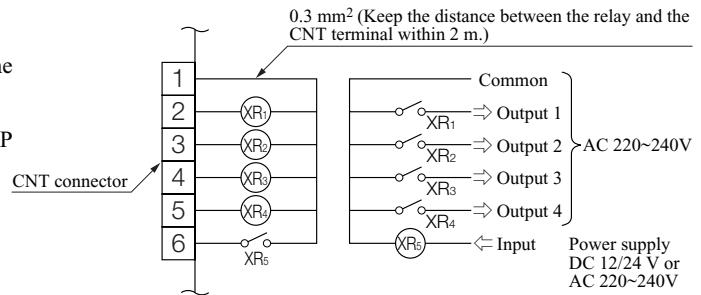 0.3 mm² (Keep the distance between the relay and the
CNT terminal within 2 m.)
ne
P
CNT connector
1
2
3
4
5
6
XR₁
XR₂
XR₃
XR₄
XR₅
Common
XR₁ Output 1
XR₂ Output 2
XR₃ Output 3
XR₄ Output 4
AC 220~240V
XR₅ Input
Power supply
DC 12/24 V or
AC 220~240V